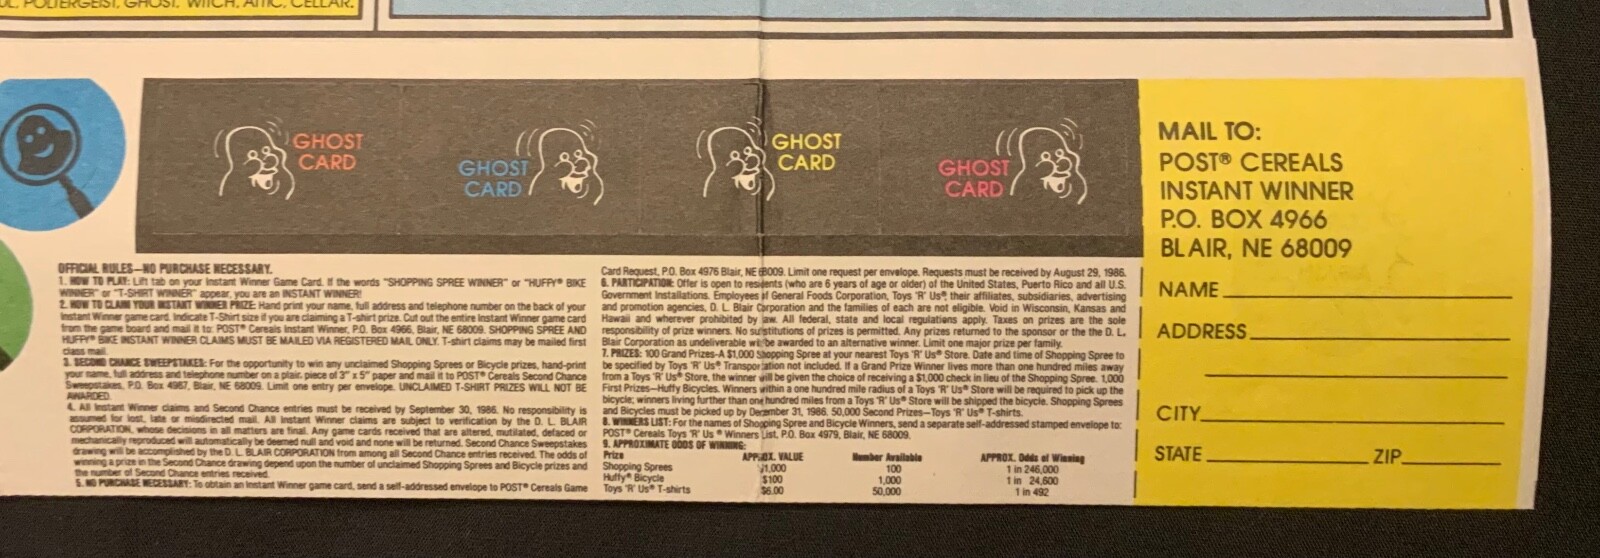 UL, POLTERGEIST, GHOST, WITCH, ATTIC, CELLAR.
GHOST
CARD
GHOST
CARD
GHOST
CARD
GHOST
CARD
OFFICIAL RULES—NO PURCHASE NECESSARY.
1. HOW TO PLAY: Lift tab on your Instant Winner Game Card. If the words "SHOPPING SPREE WINNER" or "HUFFY® BIKE
WINNER" or "T-SHIRT WINNER" appear, you are an INSTANT WINNER!
2. HOW TO CLAIM YOUR INSTANT WINNER PRIZE: Hand print your name, full address and telephone number on the back of your
Instant Winner game card. Indicate T-Shirt size if you are claiming a T-shirt prize. Cut out the entire Instant Winner game card
from the game board and mail it to: POST® Cereals Instant Winner, P.O. Box 4966, Blair, NE 68009. SHOPPING SPREE AND
HUFFY® BIKE INSTANT WINNER CLAIMS MUST BE MAILED VIA REGISTERED MAIL ONLY. T-shirt claims may be mailed first
class mail.
3. SECOND CHANCE SWEEPSTAKES: For the opportunity to win any unclaimed Shopping Sprees or Bicycle prizes, hand-print
your name, full address and telephone number on a plain piece of 3" x 5" paper and mail it to POST® Cereals Second Chance
Sweepstakes, P.O. Box 4967, Blair, NE 68009. Limit one entry per envelope. UNCLAIMED T-SHIRT PRIZES WILL NOT BE
AWARDED.
4. All Instant Winner claims and Second Chance entries must be received by September 30, 1986. No responsibility is
assumed for lost, late or misdirected mail. All Instant Winner claims are subject to verification by the D. L. BLAIR
CORPORATION, whose decisions in all matters are final. Any game cards received that are altered, mutilated, defaced or
mechanically reproduced will automatically be deemed null and void and none will be returned. Second Chance Sweepstakes
drawing will be accomplished by the D. L. BLAIR CORPORATION from among all Second Chance entries received. The odds of
winning a prize in the Second Chance drawing depend upon the number of unclaimed Shopping Sprees and Bicycle prizes and
the number of Second Chance entries received.
5. NO PURCHASE NECESSARY: To obtain an Instant Winner game card, send a self-addressed envelope to POST® Cereals Game
Card Request, P.O. Box 4976 Blair, NE 68009. Limit one request per envelope. Requests must be received by August 29, 1986.
6. PARTICIPATION: Offer is open to residents (who are 6 years of age or older) of the United States, Puerto Rico and all U.S.
Government Installations. Employees of General Foods Corporation, Toys 'R' Us®, their affiliates, subsidiaries, advertising
and promotion agencies, D. L. Blair Corporation and the families of each are not eligible. Void in Wisconsin, Kansas and
Hawaii and wherever prohibited by law. All federal, state and local regulations apply. Taxes on prizes are the sole
responsibility of prize winners. No substitutions of prizes is permitted. Any prizes returned to the sponsor or the D. L.
Blair Corporation as undeliverable will be awarded to an alternative winner. Limit one major prize per family.
7. PRIZES: 100 Grand Prizes-A $1,000 Shopping Spree at your nearest Toys 'R' Us® Store. Date and time of Shopping Spree to
be specified by Toys 'R' Us® Transportation not included. If a Grand Prize Winner lives more than one hundred miles away
from a Toys 'R' Us® Store, the winner will be given the choice of receiving a $1,000 check in lieu of the Shopping Spree. 1,000
First Prizes—Huffy Bicycles. Winners within a one hundred mile radius of a Toys 'R' Us® Store will be required to pick up the
bicycle; winners living further than one hundred miles from a Toys 'R' Us® Store will be shipped the bicycle. Shopping Sprees
and Bicycles must be picked up by December 31, 1986. 50,000 Second Prizes—Toys 'R' Us® T-shirts.
8. WINNERS LIST: For the names of Shopping Spree and Bicycle Winners, send a separate self-addressed stamped envelope to:
POST® Cereals Toys 'R' Us ® Winners List, P.O. Box 4979, Blair, NE 68009.
9. APPROXIMATE ODDS OF WINNING:
Prize APPROX. VALUE Number Available APPROX. Odds of Winning
Shopping Sprees $1,000 100 1 in 246,000
Huffy® Bicycle $100 1,000 1 in 24,600
Toys 'R' Us® T-shirts $6.00 50,000 1 in 492
MAIL TO:
POST® CEREALS
INSTANT WINNER
P.O. BOX 4966
BLAIR, NE 68009
NAME
ADDRESS
CITY
STATE ZIP